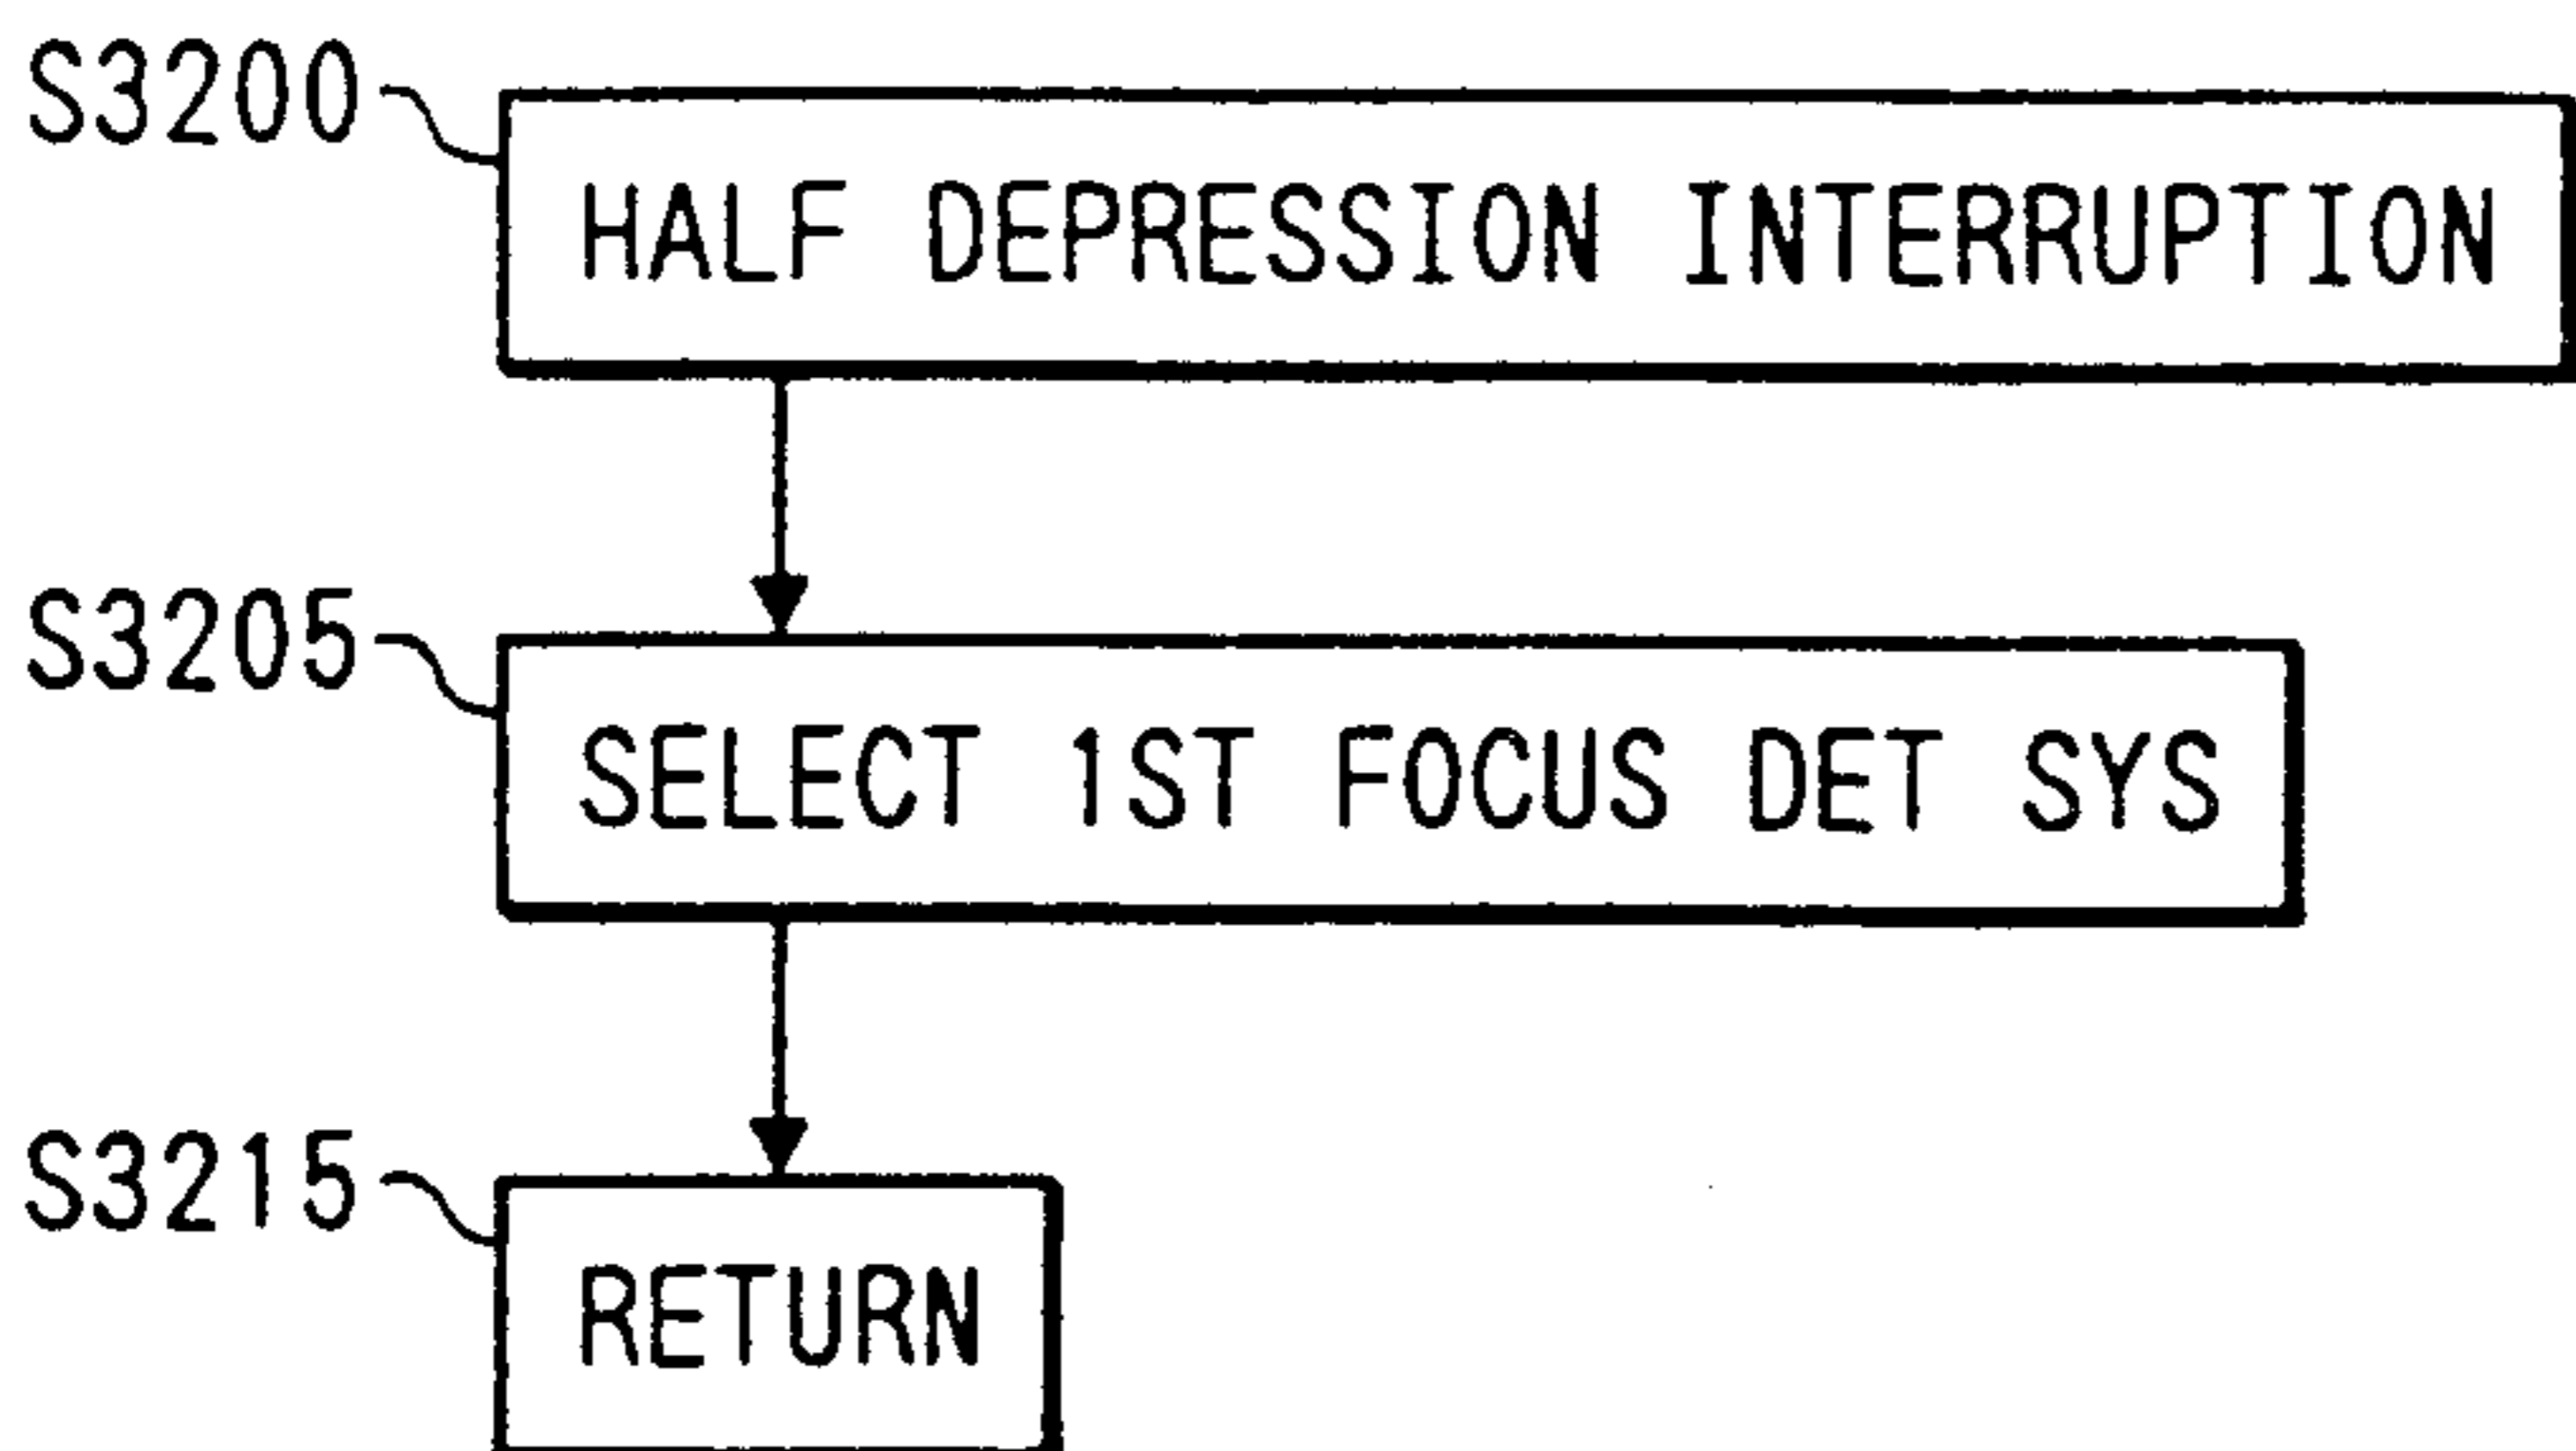 S3200
HALF DEPRESSION INTERRUPTION
S3205
SELECT 1ST FOCUS DET SYS
S3215
RETURN